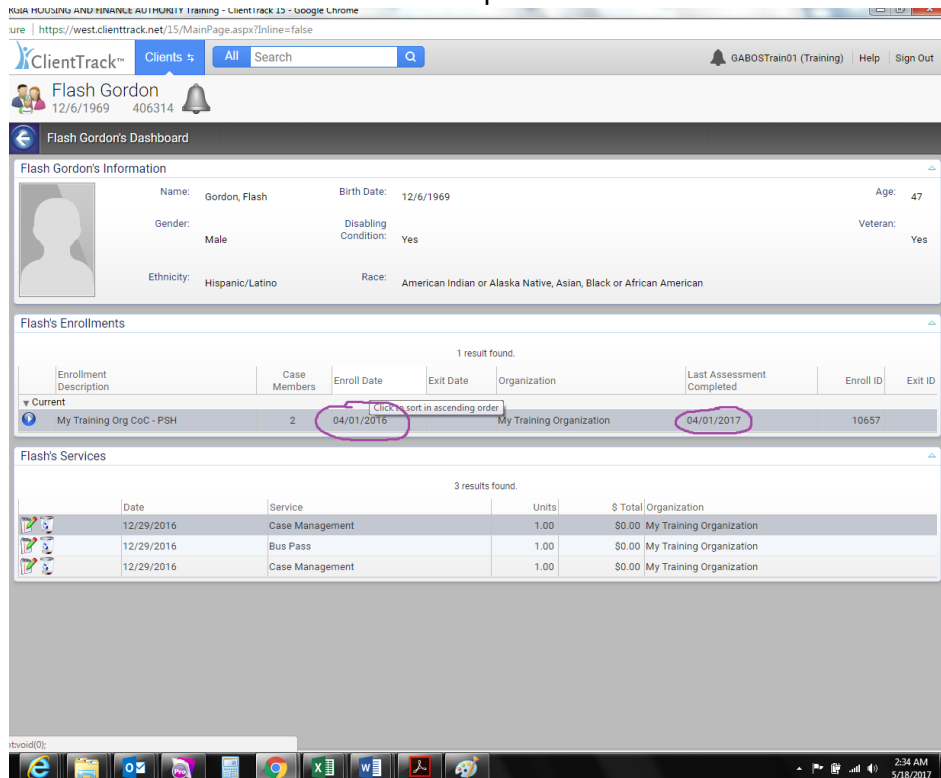 RGIA HOUSING AND FINANCE AUTHORITY Training - ClientTrack 15 - Google Chrome
ure | https://west.clienttrack.net/15/MainPage.aspx?Inline=false
ClientTrack™ Clients All Search GABOSTrain01 (Training) Help Sign Out
Flash Gordon
12/6/1969 406314
Flash Gordon's Dashboard
Flash Gordon's Information
Name: Gordon, Flash Birth Date: 12/6/1969 Age: 47
Gender: Male Disabling Condition: Yes Veteran: Yes
Ethnicity: Hispanic/Latino Race: American Indian or Alaska Native, Asian, Black or African American
Flash's Enrollments
1 result found.
Enrollment Description Case Members Enroll Date Exit Date Organization Last Assessment Completed Enroll ID Exit ID
Current
Click to sort in ascending order
My Training Org CoC - PSH 2 04/01/2016 My Training Organization 04/01/2017 10657
Flash's Services
3 results found.
Date Service Units $ Total Organization
12/29/2016 Case Management 1.00 $0.00 My Training Organization
12/29/2016 Bus Pass 1.00 $0.00 My Training Organization
12/29/2016 Case Management 1.00 $0.00 My Training Organization
pt:void(0);
2:34 AM
5/18/2017